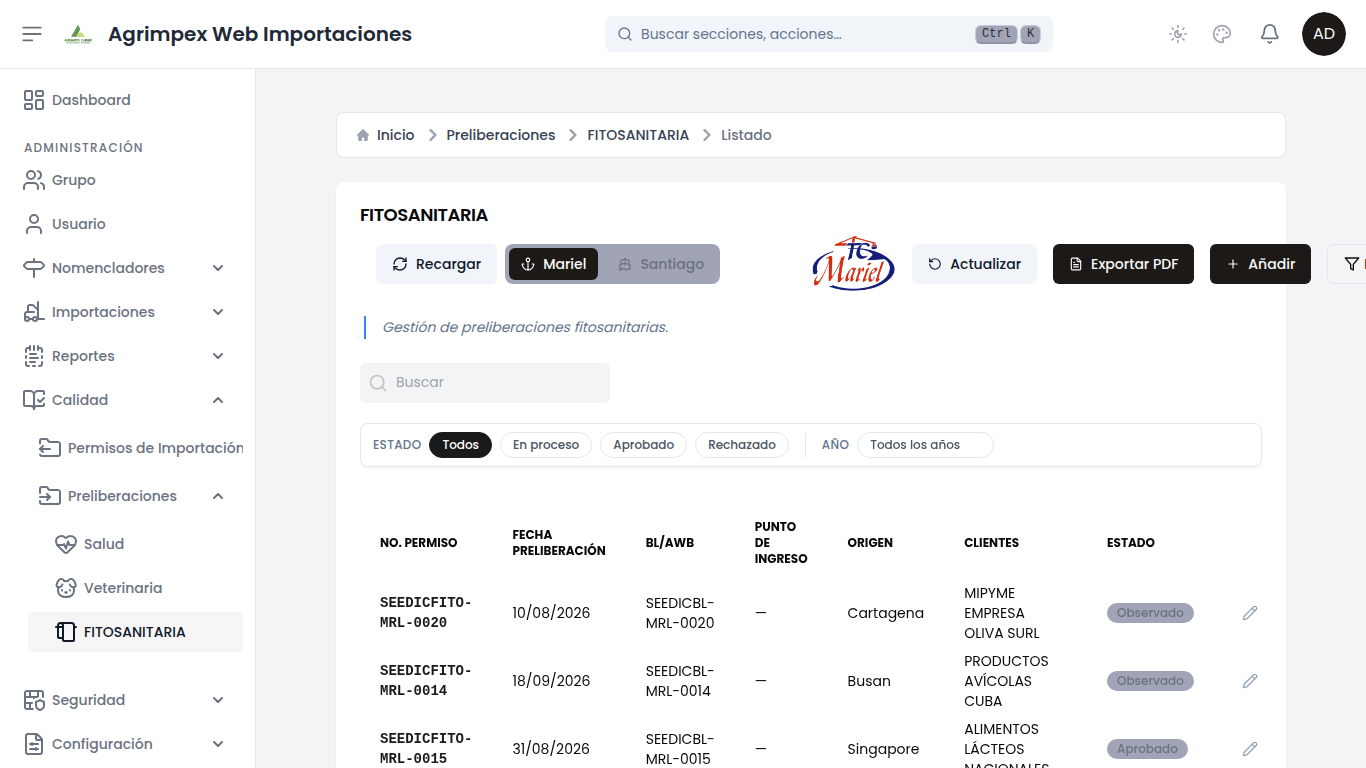 Agrimpex Web Importaciones
Buscar secciones, acciones...
Ctrl K
AD
Dashboard
ADMINISTRACIÓN
Grupo
Usuario
Nomencladores
Importaciones
Reportes
Calidad
Permisos de Importación
Preliberaciones
Salud
Veterinaria
FITOSANITARIA
Seguridad
Configuración
Inicio
Preliberaciones
FITOSANITARIA
Listado
FITOSANITARIA
Recargar
Mariel
Santiago
TC Mariel
Actualizar
Exportar PDF
Añadir
Gestión de preliberaciones fitosanitarias.
Buscar
ESTADO Todos En proceso Aprobado Rechazado AÑO Todos los años
NO. PERMISO
FECHA
PRELIBERACIÓN
BL/AWB
PUNTO
DE
INGRESO
ORIGEN
CLIENTES
ESTADO
SEEDICFITO-
MRL-0020
10/08/2026
SEEDICBL-
MRL-0020
—
Cartagena
MIPYME
EMPRESA
OLIVA SURL
Observado
SEEDICFITO-
MRL-0014
18/09/2026
SEEDICBL-
MRL-0014
—
Busan
PRODUCTOS
AVÍCOLAS
CUBA
Observado
SEEDICFITO-
MRL-0015
31/08/2026
SEEDICBL-
MRL-0015
—
Singapore
ALIMENTOS
LÁCTEOS
NACIONALES
Aprobado